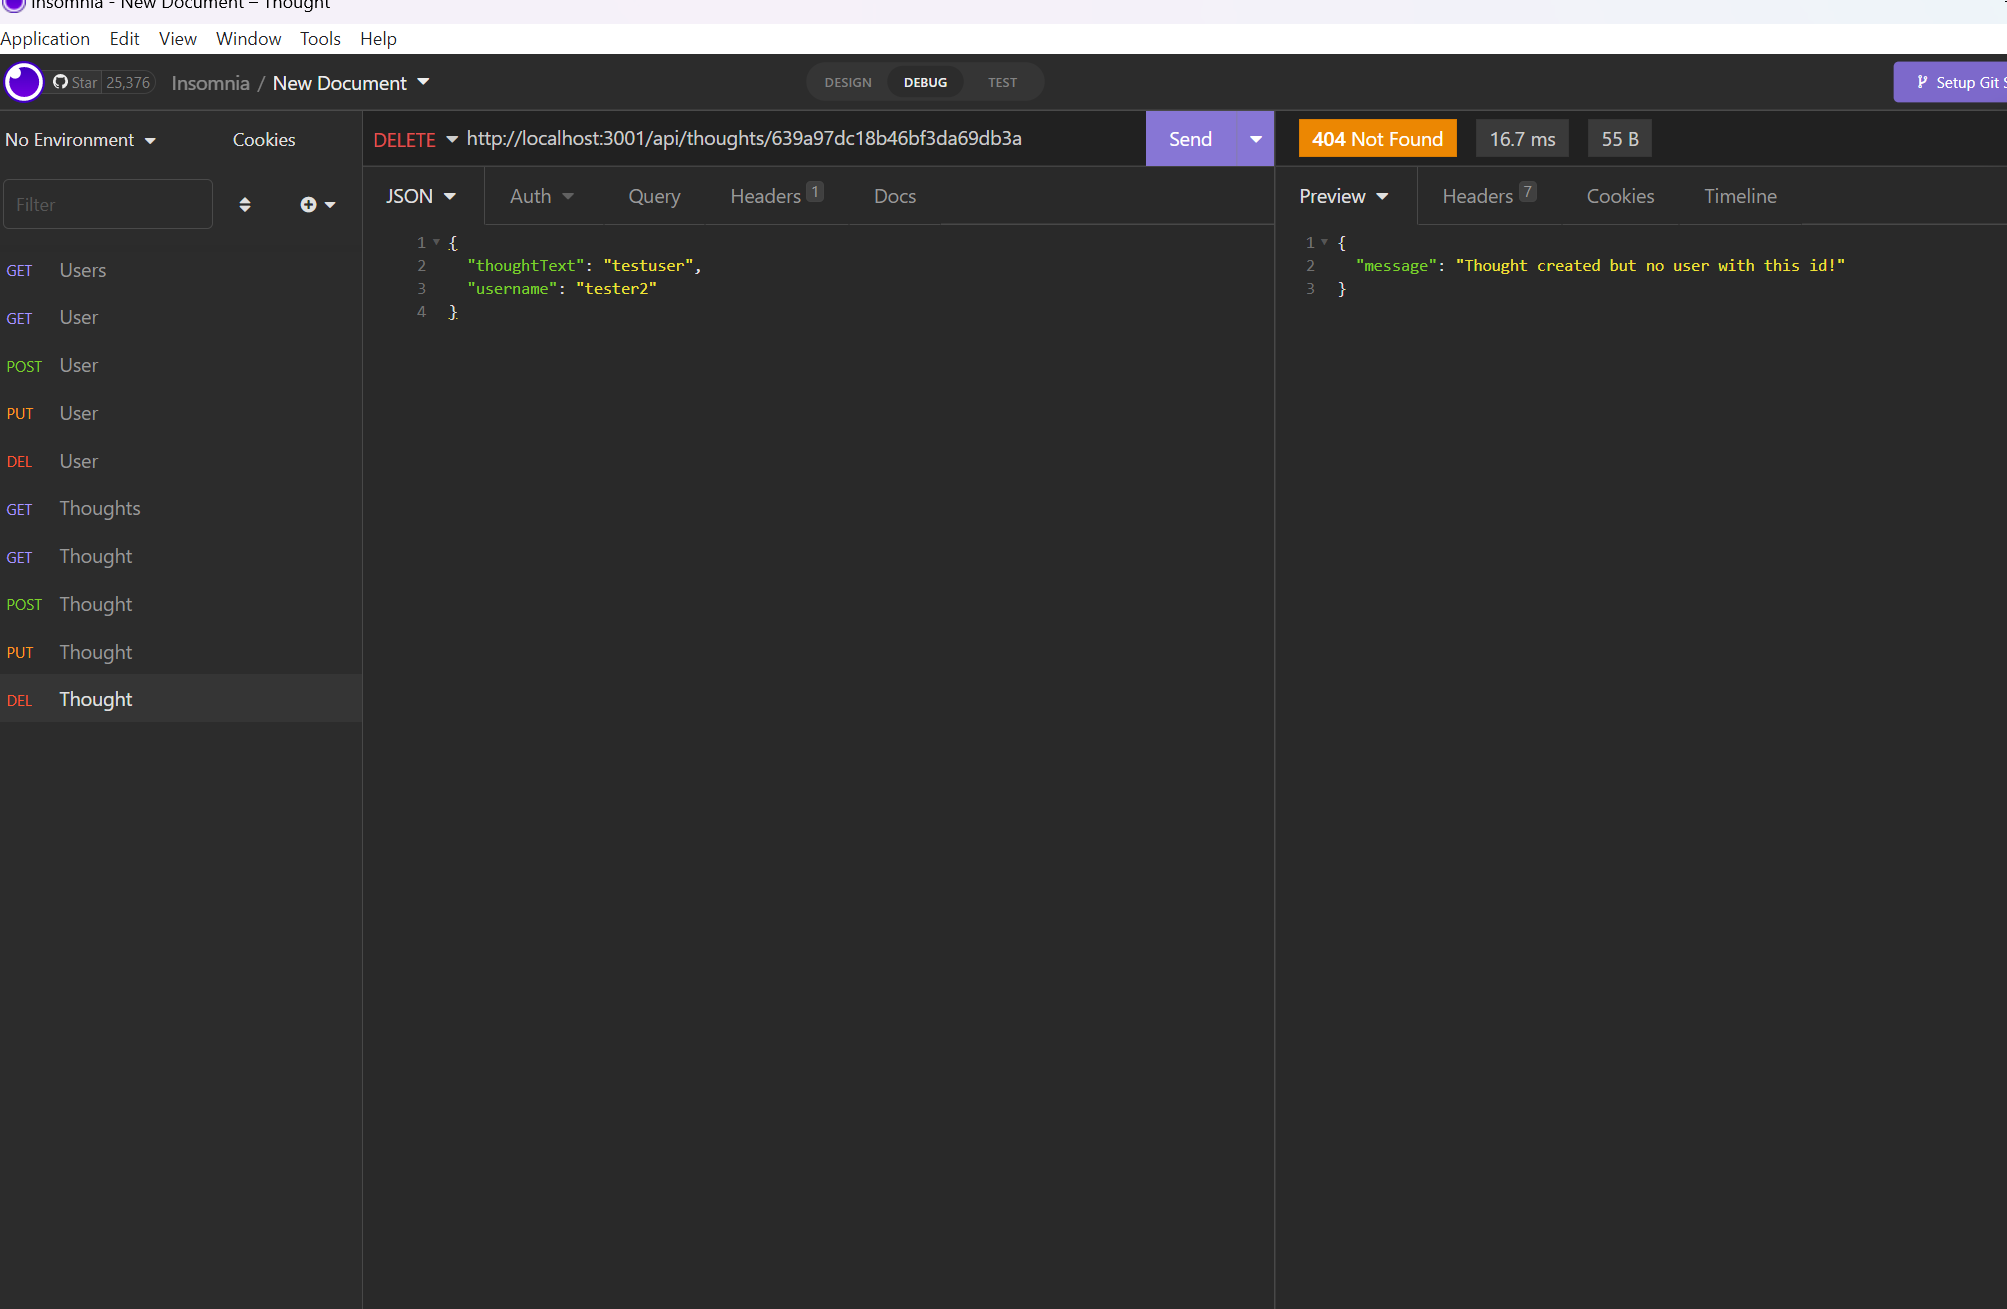 Insomnia - New Document – Thought
Application Edit View Window Tools Help
Star 25,376 Insomnia / New Document DESIGN DEBUG TEST Setup Git
No Environment Cookies DELETE http://localhost:3001/api/thoughts/639a97dc18b46bf3da69db3a Send 404 Not Found 16.7 ms 55 B
Filter
JSON Auth Query Headers 1 Docs
Preview Headers 7 Cookies Timeline
GET Users
GET User
POST User
PUT User
DEL User
GET Thoughts
GET Thought
POST Thought
PUT Thought
DEL Thought
1 {
2 "thoughtText": "testuser",
3 "username": "tester2"
4 }
1 {
2 "message": "Thought created but no user with this id!"
3 }